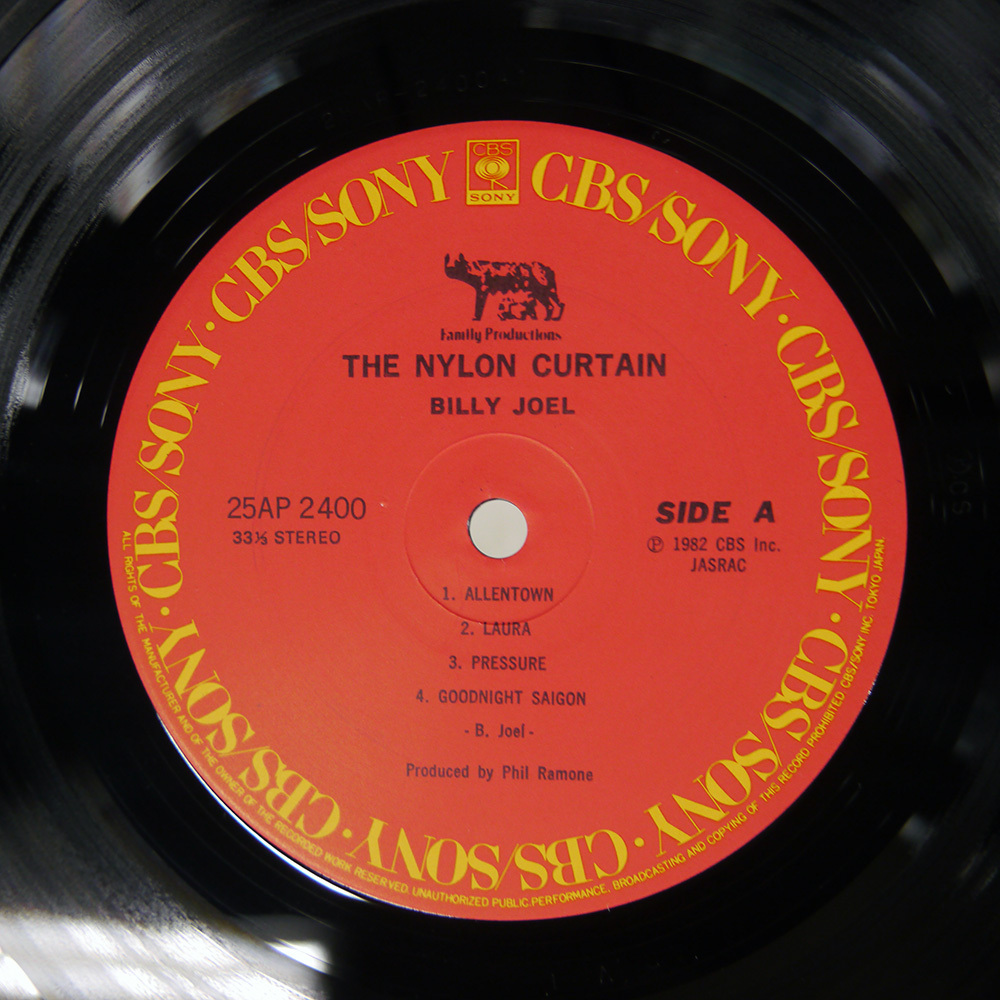 CBS
SONY
CBS/SONY · CBS/SONY · CBS/SONY · CBS/SONY · CBS/SONY · CBS/SONY · CBS/SONY · CBS/SONY
Family Productions
THE NYLON CURTAIN
BILLY JOEL
25AP 2400
33⅓ STEREO
SIDE A
℗ 1982 CBS Inc.
JASRAC
1. ALLENTOWN
2. LAURA
3. PRESSURE
4. GOODNIGHT SAIGON
- B. Joel -
Produced by Phil Ramone
ALL RIGHTS OF THE MANUFACTURER AND OF THE OWNER OF THE RECORDED WORK RESERVED. UNAUTHORIZED PUBLIC PERFORMANCE, BROADCASTING AND COPYING OF THIS RECORD PROHIBITED. CBS/SONY INC. TOKYO JAPAN.